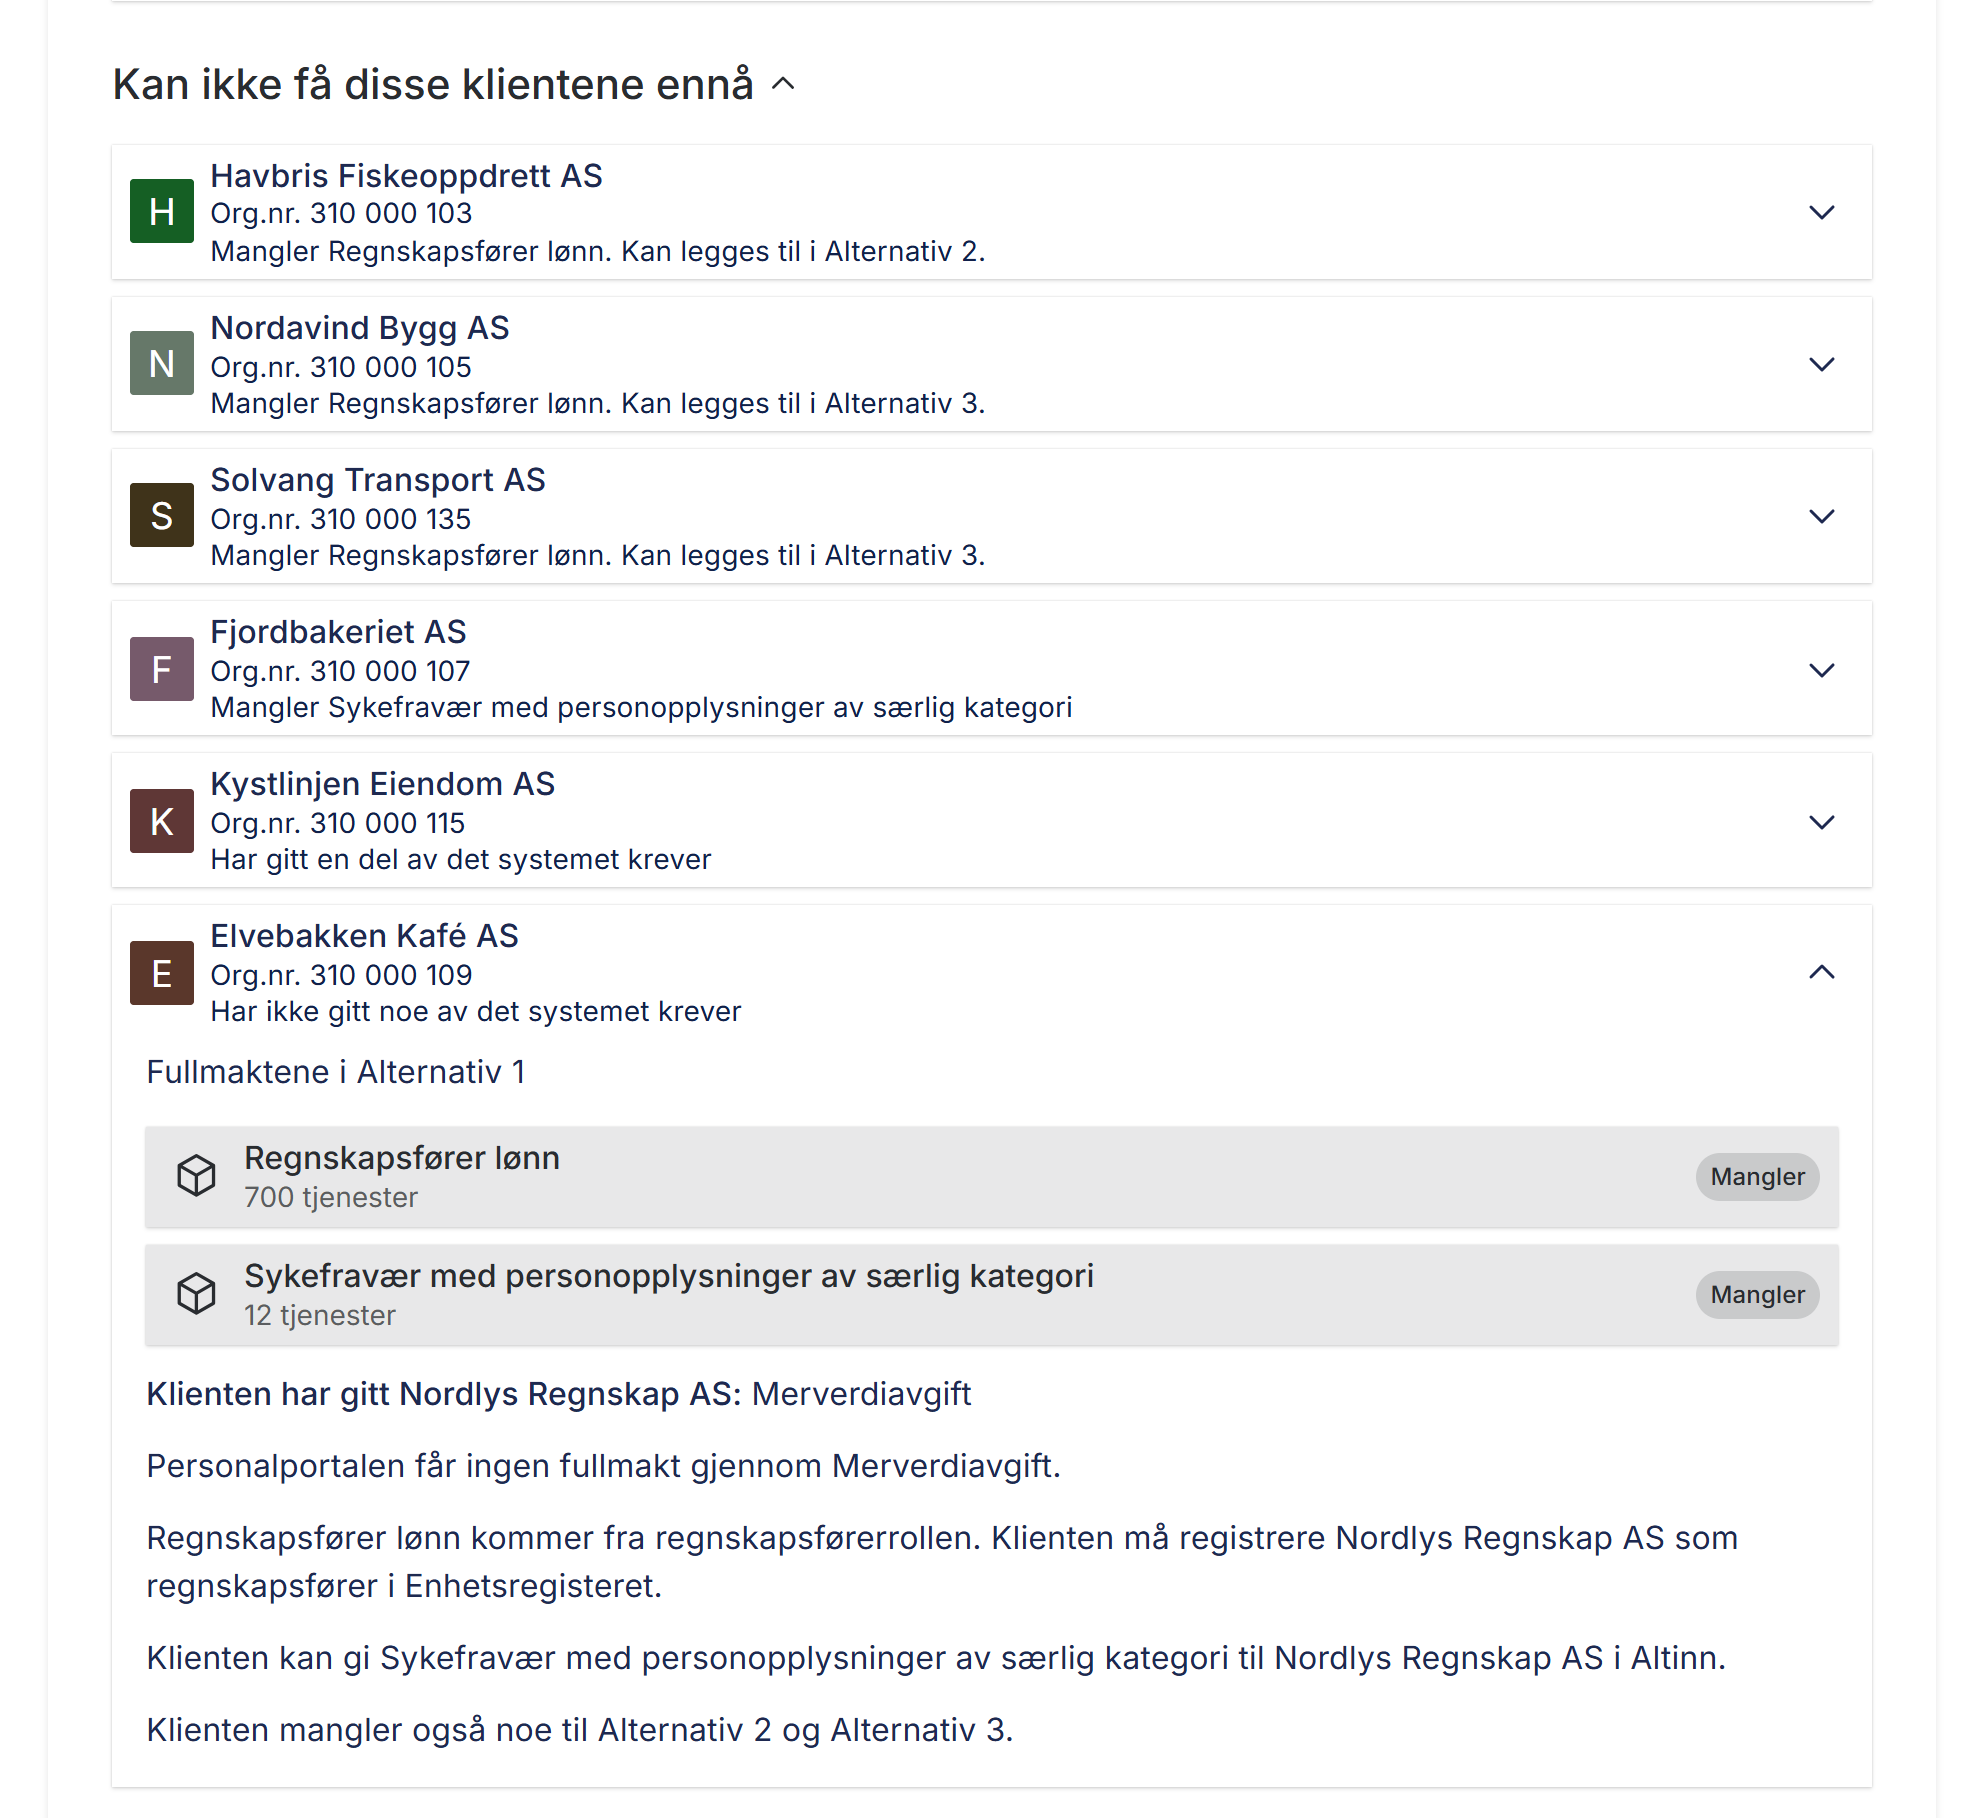 Kan ikke få disse klientene ennå
H
Havbris Fiskeoppdrett AS
Org.nr. 310 000 103
Mangler Regnskapsfører lønn. Kan legges til i Alternativ 2.
N
Nordavind Bygg AS
Org.nr. 310 000 105
Mangler Regnskapsfører lønn. Kan legges til i Alternativ 3.
S
Solvang Transport AS
Org.nr. 310 000 135
Mangler Regnskapsfører lønn. Kan legges til i Alternativ 3.
F
Fjordbakeriet AS
Org.nr. 310 000 107
Mangler Sykefravær med personopplysninger av særlig kategori
K
Kystlinjen Eiendom AS
Org.nr. 310 000 115
Har gitt en del av det systemet krever
E
Elvebakken Kafé AS
Org.nr. 310 000 109
Har ikke gitt noe av det systemet krever
Fullmaktene i Alternativ 1
Regnskapsfører lønn
700 tjenester
Mangler
Sykefravær med personopplysninger av særlig kategori
12 tjenester
Mangler
Klienten har gitt Nordlys Regnskap AS: Merverdiavgift
Personalportalen får ingen fullmakt gjennom Merverdiavgift.
Regnskapsfører lønn kommer fra regnskapsførerrollen. Klienten må registrere Nordlys Regnskap AS som
regnskapsfører i Enhetsregisteret.
Klienten kan gi Sykefravær med personopplysninger av særlig kategori til Nordlys Regnskap AS i Altinn.
Klienten mangler også noe til Alternativ 2 og Alternativ 3.